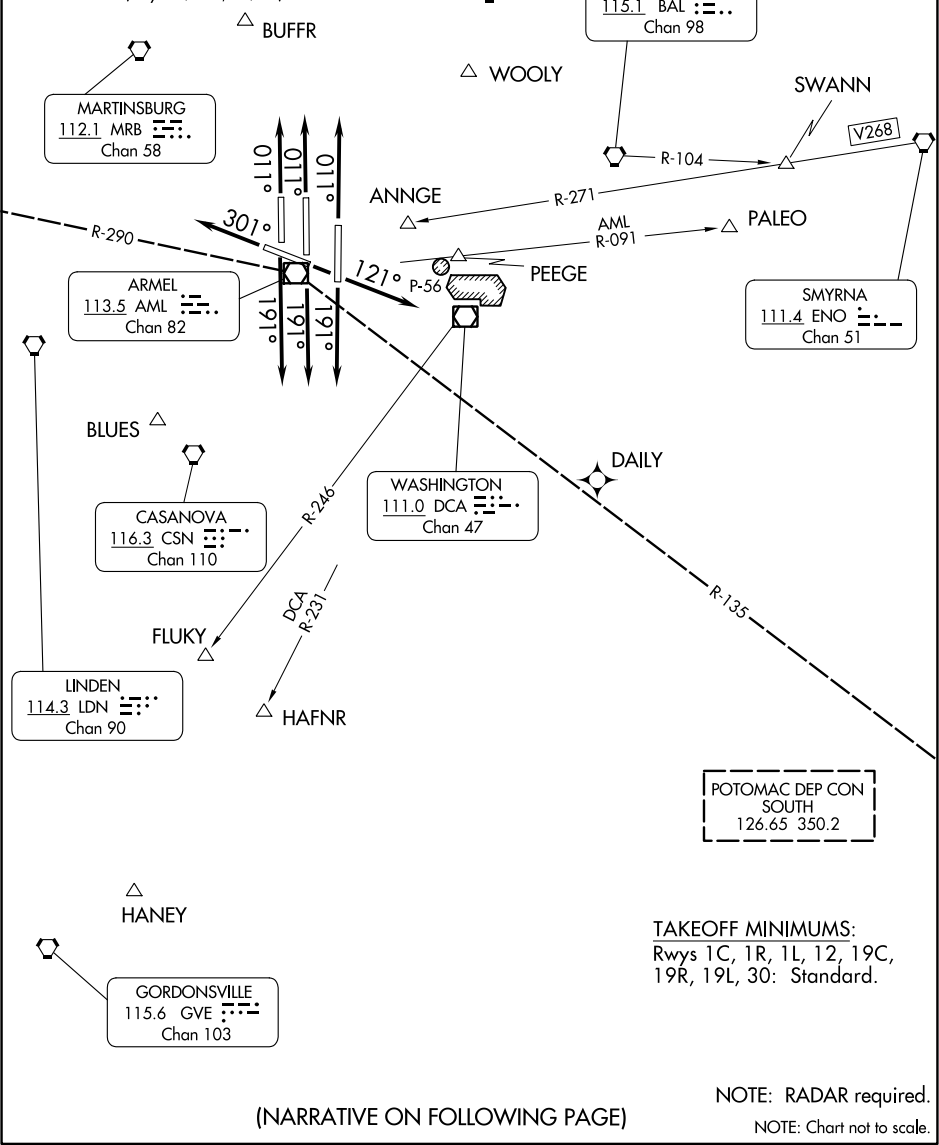 115.1 BAL
Chan 98
BUFFR
WOOLY
SWANN
MARTINSBURG
112.1 MRB
Chan 58
V268
R-104
011°
011°
011°
ANNGE
R-271
PALEO
AML
R-091
301°
R-290
PEEGE
121°
P-56
ARMEL
113.5 AML
Chan 82
SMYRNA
111.4 ENO
Chan 51
191°
191°
191°
BLUES
DAILY
WASHINGTON
111.0 DCA
Chan 47
R-246
CASANOVA
116.3 CSN
Chan 110
R-135
DCA
R-231
FLUKY
LINDEN
114.3 LDN
Chan 90
HAFNR
POTOMAC DEP CON
SOUTH
126.65 350.2
HANEY
TAKEOFF MINIMUMS:
Rwys 1C, 1R, 1L, 12, 19C,
19R, 19L, 30: Standard.
GORDONSVILLE
115.6 GVE
Chan 103
NOTE: RADAR required.
(NARRATIVE ON FOLLOWING PAGE)
NOTE: Chart not to scale.